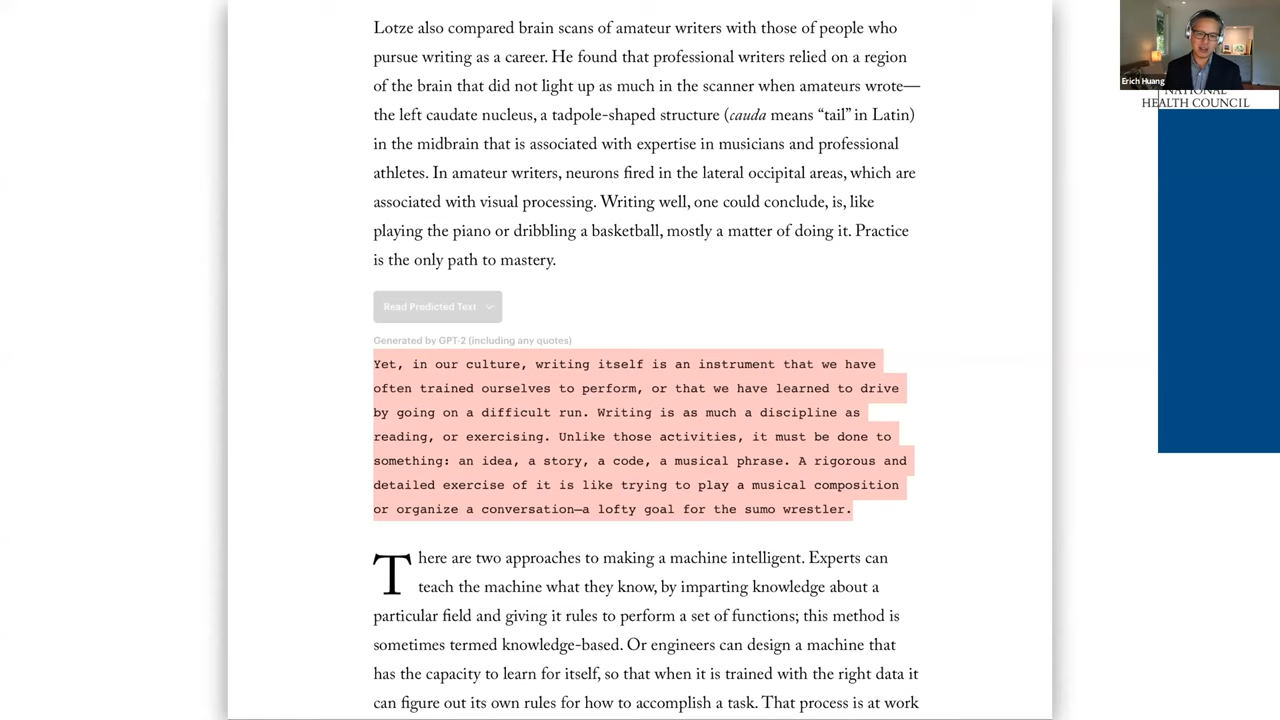 Lotze also compared brain scans of amateur writers with those of people who
pursue writing as a career. He found that professional writers relied on a region
of the brain that did not light up as much in the scanner when amateurs wrote—
the left caudate nucleus, a tadpole-shaped structure (cauda means “tail” in Latin)
in the midbrain that is associated with expertise in musicians and professional
athletes. In amateur writers, neurons fired in the lateral occipital areas, which are
associated with visual processing. Writing well, one could conclude, is, like
playing the piano or dribbling a basketball, mostly a matter of doing it. Practice
is the only path to mastery.
Read Predicted Text
Generated by GPT-2 (including any quotes)
Yet, in our culture, writing itself is an instrument that we have
often trained ourselves to perform, or that we have learned to drive
by going on a difficult run. Writing is as much a discipline as
reading, or exercising. Unlike those activities, it must be done to
something: an idea, a story, a code, a musical phrase. A rigorous and
detailed exercise of it is like trying to play a musical composition
or organize a conversation—a lofty goal for the sumo wrestler.
There are two approaches to making a machine intelligent. Experts can
teach the machine what they know, by imparting knowledge about a
particular field and giving it rules to perform a set of functions; this method is
sometimes termed knowledge-based. Or engineers can design a machine that
has the capacity to learn for itself, so that when it is trained with the right data it
can figure out its own rules for how to accomplish a task. That process is at work
Erich Huang
NATIONAL
HEALTH COUNCIL